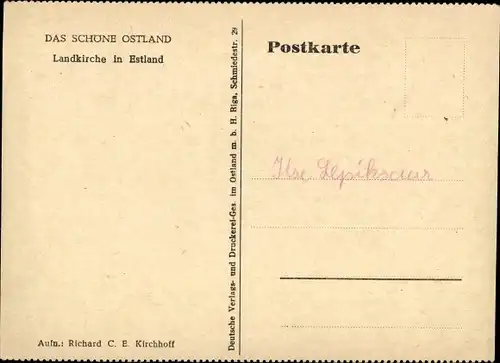 DAS SCHÖNE OSTLAND
Landkirche in Estland
Aufn.: Richard C. E. Kirchhoff
Deutsche Verlags- und Druckerei-Ges. im Ostland m. b. H. Riga, Schmiedestr. 29
Postkarte
Ilse